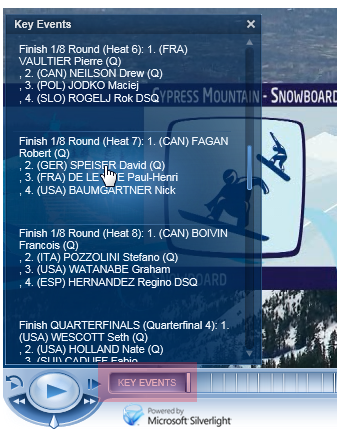 Key Events
Finish 1/8 Round (Heat 6): 1. (FRA)
VAULTIER Pierre (Q)
, 2. (CAN) NEILSON Drew (Q)
, 3. (POL) JODKO Maciej
, 4. (SLO) ROGELJ Rok DSQ
CYPRESS MOUNTAIN - SNOWBOARD
Finish 1/8 Round (Heat 7): 1. (CAN) FAGAN
Robert (Q)
, 2. (GER) SPEISER David (Q)
, 3. (FRA) DE LE Paul-Henri
, 4. (USA) BAUMGARTNER Nick
Finish 1/8 Round (Heat 8): 1. (CAN) BOIVIN
Francois (Q)
, 2. (ITA) POZZOLINI Stefano (Q)
, 3. (USA) WATANABE Graham
, 4. (ESP) HERNANDEZ Regino DSQ
Finish QUARTERFINALS (Quarterfinal 4): 1.
(USA) WESCOTT Seth (Q)
, 2. (USA) HOLLAND Nate (Q)
, 3. (SUI) CADUFF Fabio
KEY EVENTS
Powered by
Microsoft Silverlight